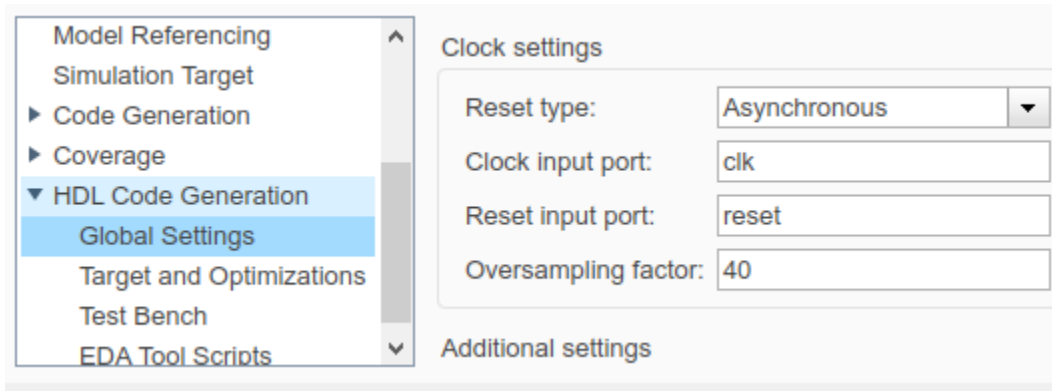 Model Referencing
Simulation Target
Code Generation
Coverage
HDL Code Generation
Global Settings
Target and Optimizations
Test Bench
EDA Tool Scripts
Clock settings
Reset type: Asynchronous
Clock input port: clk
Reset input port: reset
Oversampling factor: 40
Additional settings